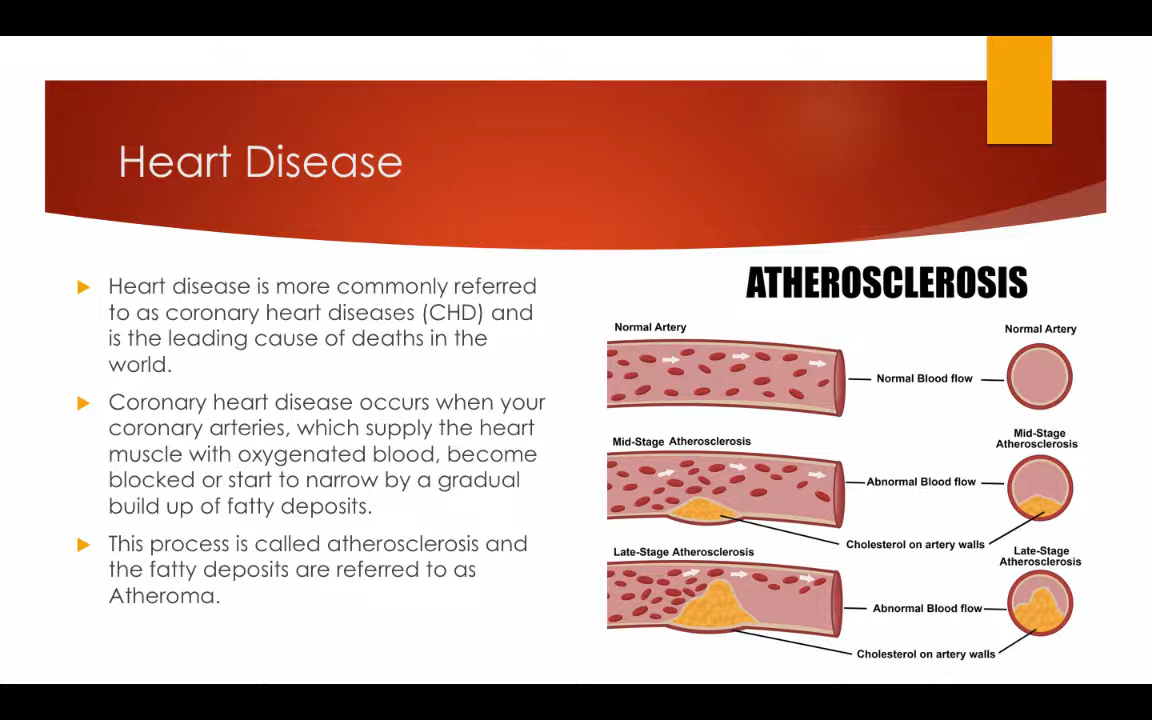 Heart Disease
Heart disease is more commonly referred
to as coronary heart diseases (CHD) and
is the leading cause of deaths in the
world.
Coronary heart disease occurs when your
coronary arteries, which supply the heart
muscle with oxygenated blood, become
blocked or start to narrow by a gradual
build up of fatty deposits.
This process is called atherosclerosis and
the fatty deposits are referred to as
Atheroma.
ATHEROSCLEROSIS
Normal Artery
Normal Artery
Normal Blood flow
Mid-Stage Atherosclerosis
Mid-Stage
Atherosclerosis
Abnormal Blood flow
Cholesterol on artery walls
Late-Stage Atherosclerosis
Late-Stage
Atherosclerosis
Abnormal Blood flow
Cholesterol on artery walls